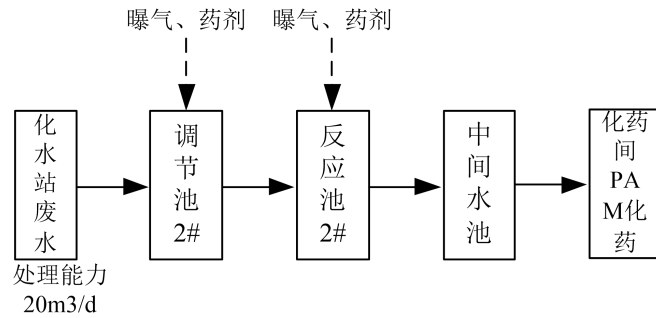 曝气、药剂
曝气、药剂
化
水
站
废
水
调
节
池
2#
反
应
池
2#
中
间
水
池
化药
间
PA
M化
药
处理能力
20m3/d